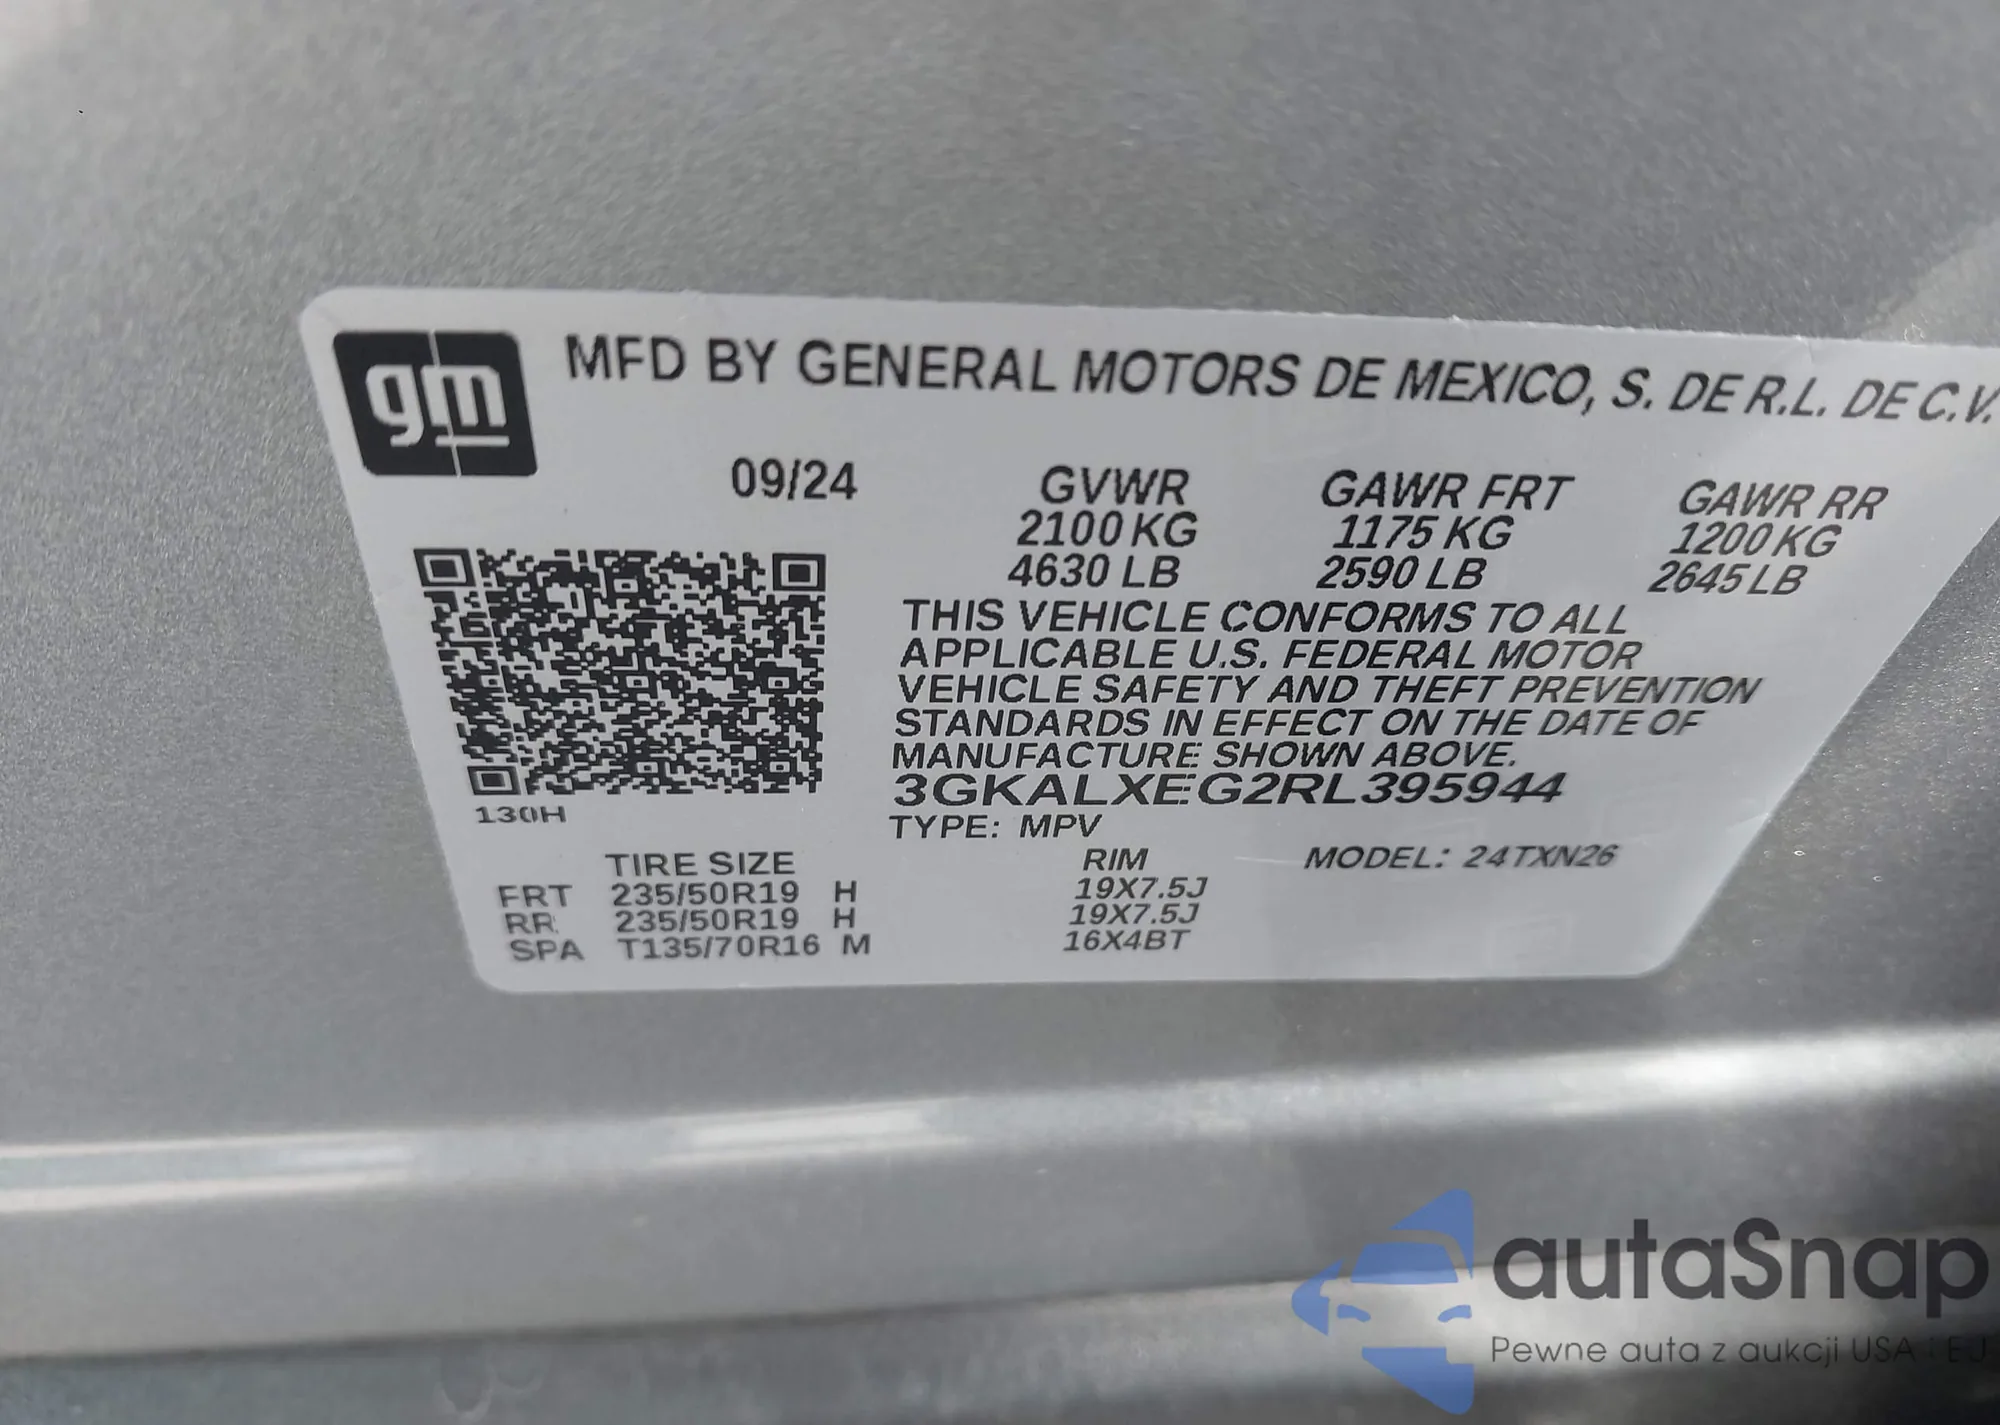 gm
MFD BY GENERAL MOTORS DE MEXICO, S. DE R.L. DE C.V.
09/24 GVWR GAWR FRT GAWR RR
2100 KG 1175 KG 1200 KG
4630 LB 2590 LB 2645 LB
THIS VEHICLE CONFORMS TO ALL
APPLICABLE U.S. FEDERAL MOTOR
VEHICLE SAFETY AND THEFT PREVENTION
STANDARDS IN EFFECT ON THE DATE OF
MANUFACTURE SHOWN ABOVE.
3GKALXEG2RL395944
130H
TYPE: MPV
TIRE SIZE RIM MODEL: 24TXN26
FRT 235/50R19 H 19X7.5J
RR 235/50R19 H 19X7.5J
SPA T135/70R16 M 16X4BT
autaSnap
Pewne auta z aukcji USA i EU